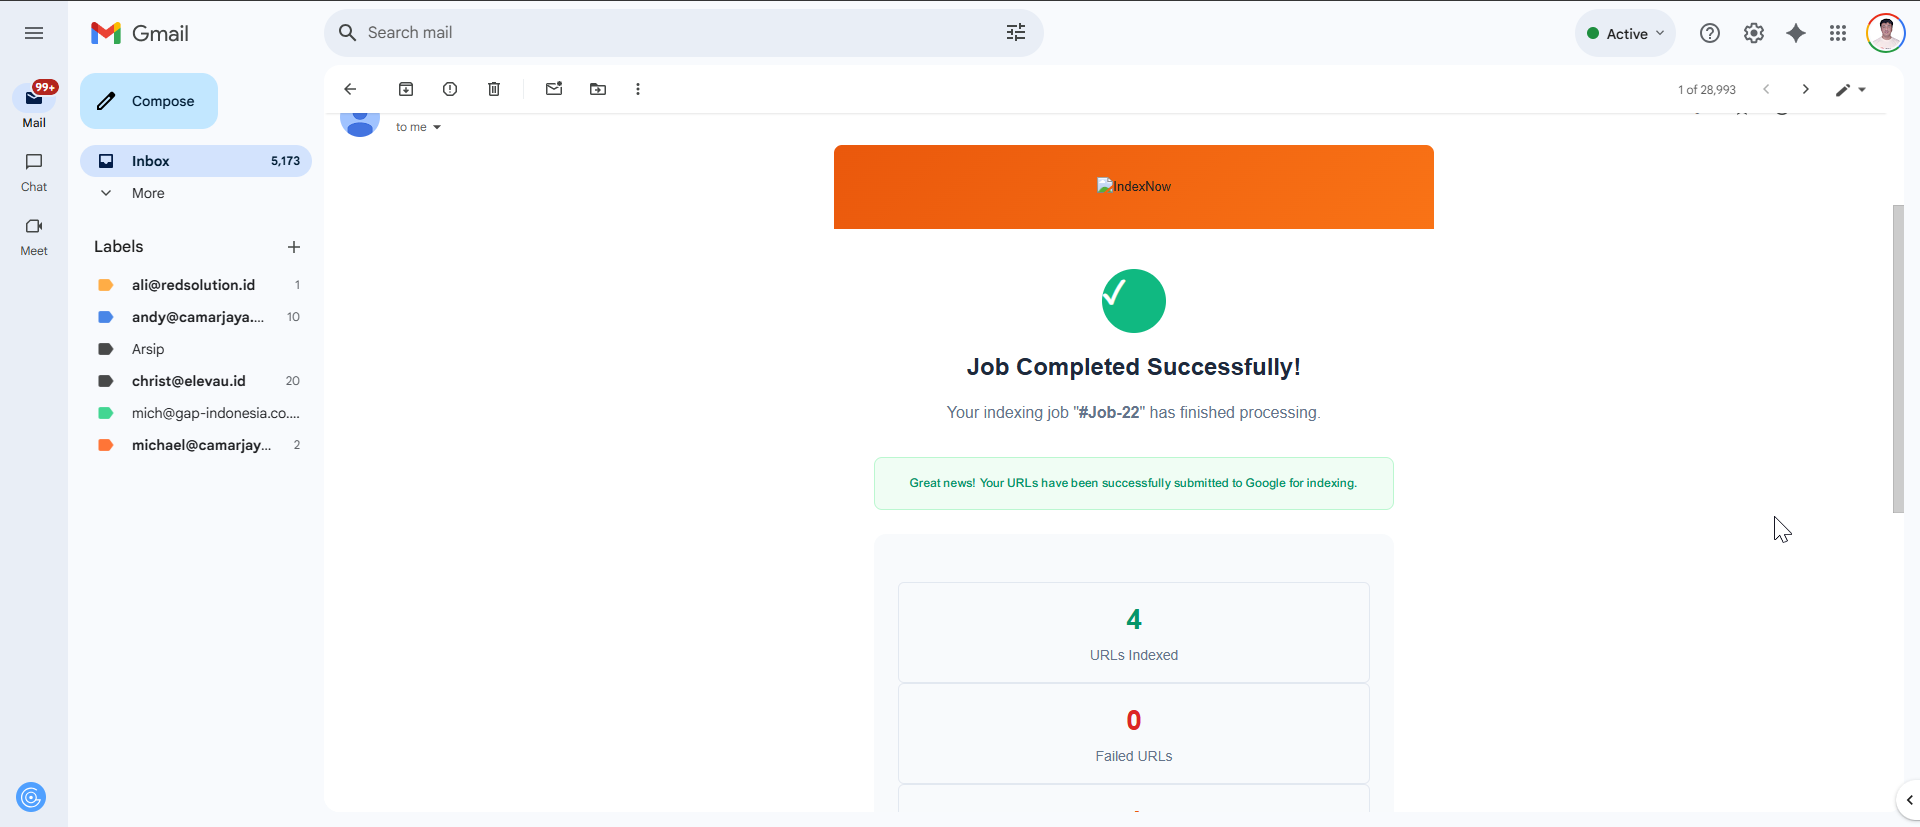 Gmail
Search mail
Active
99+
Mail
Chat
Meet
Compose
Inbox 5,173
More
Labels
ali@redsolution.id 1
andy@camarjaya.... 10
Arsip
christ@elevau.id 20
mich@gap-indonesia.co....
michael@camarjay... 2
1 of 28,993
to me
IndexNow
Job Completed Successfully!
Your indexing job "#Job-22" has finished processing.
Great news! Your URLs have been successfully submitted to Google for indexing.
4
URLs Indexed
0
Failed URLs